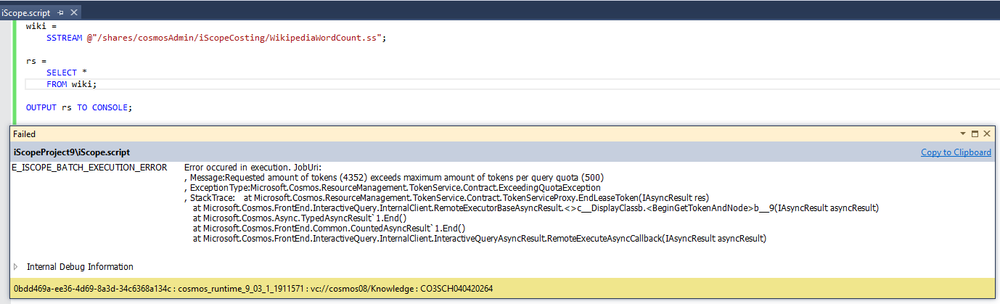 iScope.script
wiki =
SSTREAM @"/shares/cosmosAdmin/iScopeCosting/WikipediaWordCount.ss";
rs =
SELECT *
FROM wiki;
OUTPUT rs TO CONSOLE;
Failed
iScopeProject9\iScope.script
Copy to Clipboard
E_ISCOPE_BATCH_EXECUTION_ERROR Error occured in execution. JobUri:
, Message:Requested amount of tokens (4352) exceeds maximum amount of tokens per query quota (500)
, ExceptionType:Microsoft.Cosmos.ResourceManagement.TokenService.Contract.ExceedingQuotaException
, StackTrace: at Microsoft.Cosmos.ResourceManagement.TokenService.Contract.TokenServiceProxy.EndLeaseToken(IAsyncResult res)
at Microsoft.Cosmos.FrontEnd.InteractiveQuery.InternalClient.RemoteExecutorBaseAsyncResult.<>c__DisplayClassb.<BeginGetTokenAndNode>b__9(IAsyncResult asyncResult)
at Microsoft.Cosmos.Async.TypedAsyncResult`1.End()
at Microsoft.Cosmos.FrontEnd.Common.CountedAsyncResult`1.End()
at Microsoft.Cosmos.FrontEnd.InteractiveQuery.InternalClient.InteractiveQueryAsyncResult.RemoteExecuteAsyncCallback(IAsyncResult asyncResult)
Internal Debug Information
0bdd469a-ee36-4d69-8a3d-34c6368a134c : cosmos_runtime_9_03_1_1911571 : vc://cosmos08/Knowledge : CO3SCH040420264